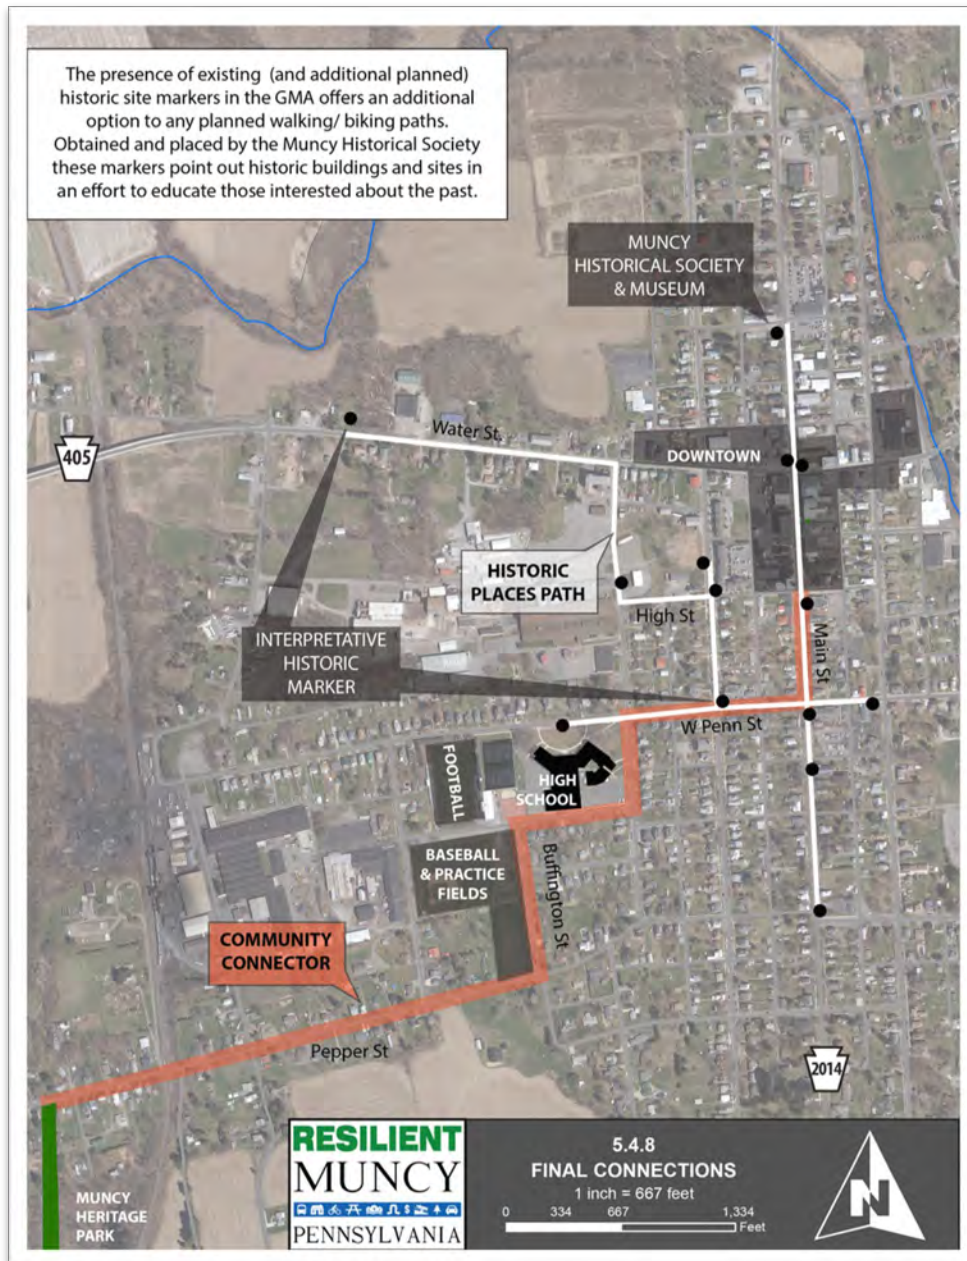 The presence of existing (and additional planned)
historic site markers in the GMA offers an additional
option to any planned walking/ biking paths.
Obtained and placed by the Muncy Historical Society
these markers point out historic buildings and sites in
an effort to educate those interested about the past.
MUNCY
HISTORICAL SOCIETY
& MUSEUM
Water St.
405
DOWNTOWN
HISTORIC
PLACES PATH
High St
INTERPRETATIVE
HISTORIC
MARKER
Main St
W Penn St
FOOTBALL
HIGH
SCHOOL
BASEBALL
& PRACTICE
FIELDS
Buffington St
COMMUNITY
CONNECTOR
Pepper St
2014
MUNCY
HERITAGE
PARK
RESILIENT
MUNCY
PENNSYLVANIA
5.4.8
FINAL CONNECTIONS
1 inch = 667 feet
0 334 667 1,334
Feet
N